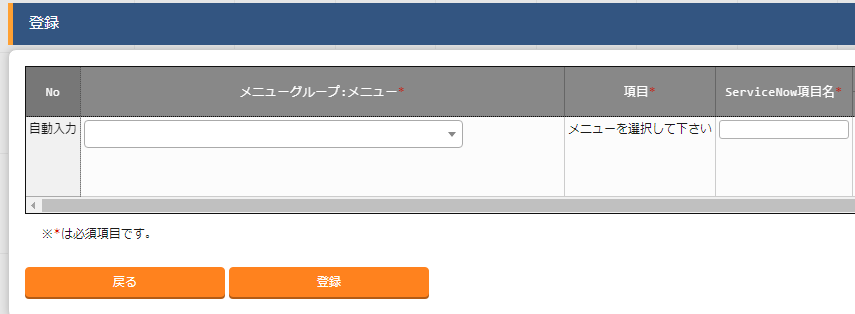 登録
No メニューグループ:メニュー* 項目* ServiceNow項目名*
自動入力 メニューを選択して下さい
※*は必須項目です。
戻る 登録